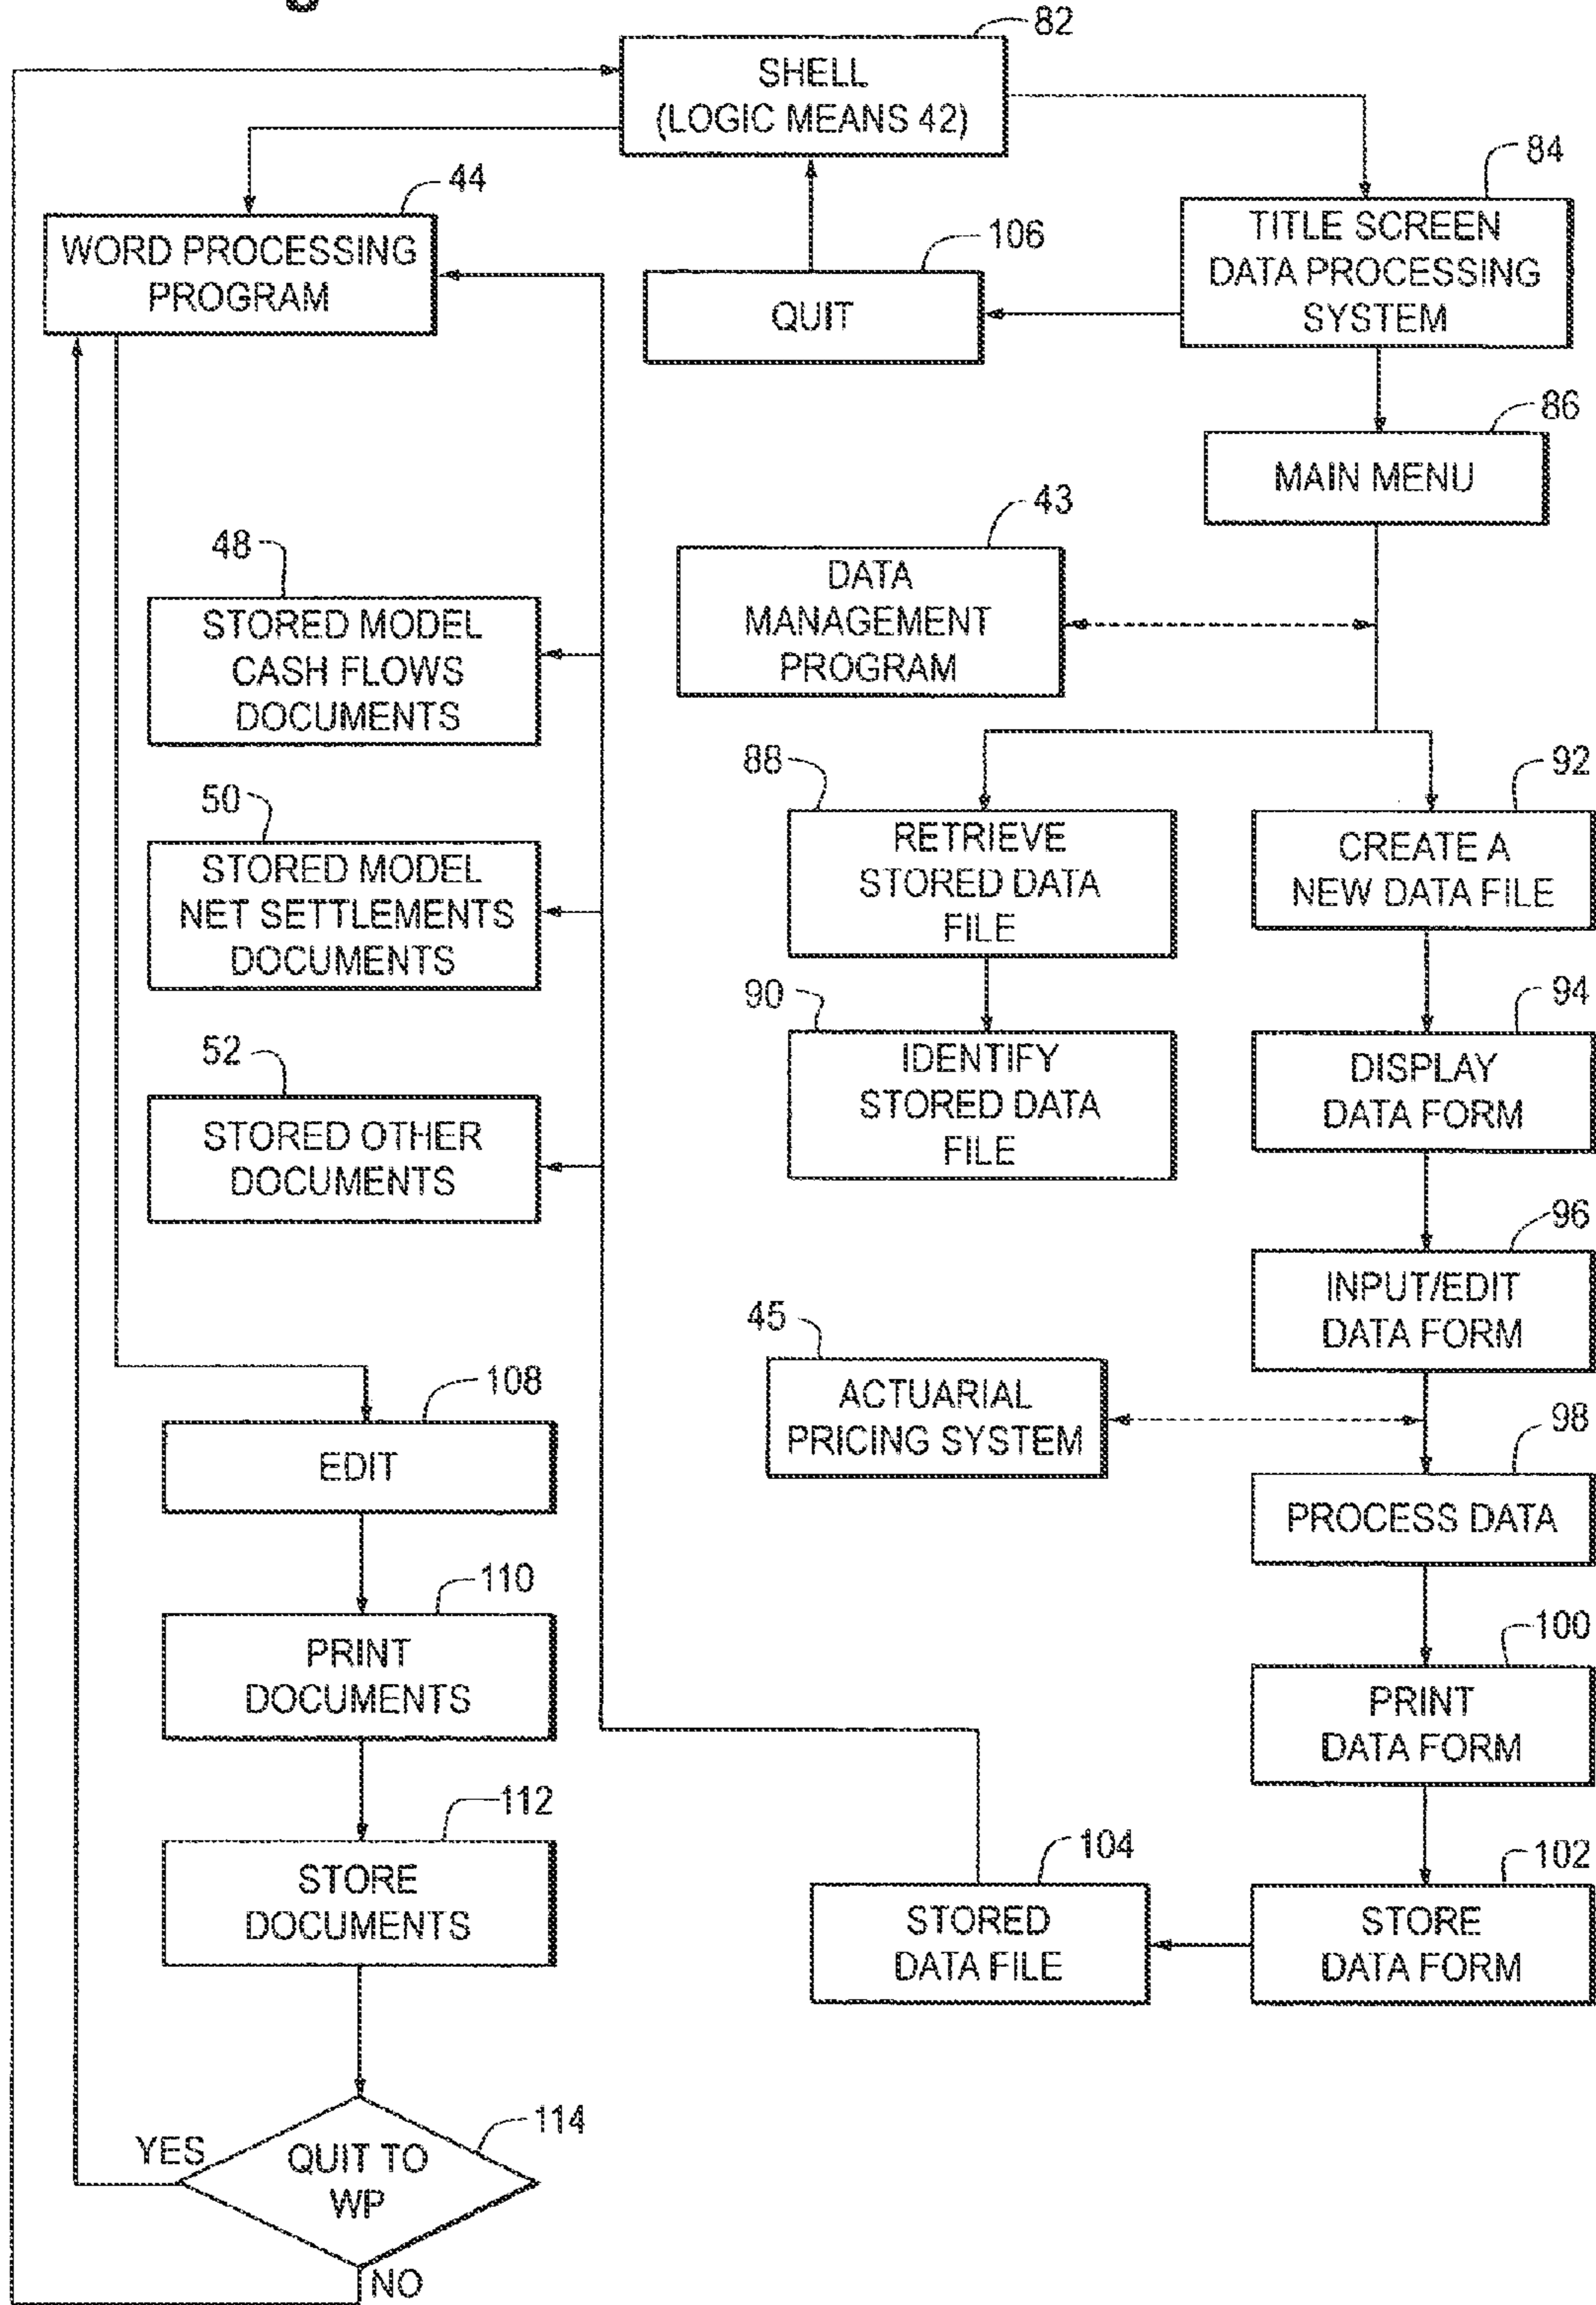 82
SHELL
(LOGIC MEANS 42)
44
WORD PROCESSING
PROGRAM
106
QUIT
84
TITLE SCREEN
DATA PROCESSING
SYSTEM
86
MAIN MENU
43
DATA
MANAGEMENT
PROGRAM
48
STORED MODEL
CASH FLOWS
DOCUMENTS
50
STORED MODEL
NET SETTLEMENTS
DOCUMENTS
52
STORED OTHER
DOCUMENTS
88
RETRIEVE
STORED DATA
FILE
90
IDENTIFY
STORED DATA
FILE
92
CREATE A
NEW DATA FILE
94
DISPLAY
DATA FORM
96
INPUT/EDIT
DATA FORM
45
ACTUARIAL
PRICING SYSTEM
98
PROCESS DATA
100
PRINT
DATA FORM
102
STORE
DATA FORM
104
STORED
DATA FILE
108
EDIT
110
PRINT
DOCUMENTS
112
STORE
DOCUMENTS
114
QUIT TO
WP
YES
NO